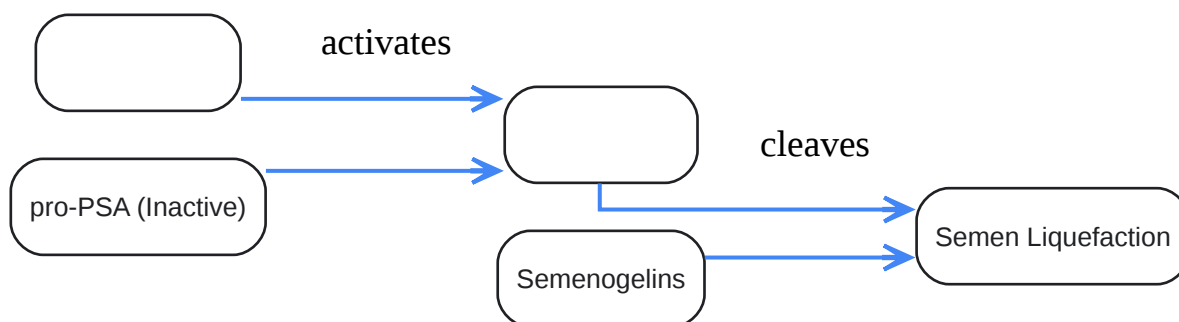 activates
pro-PSA (Inactive)
cleaves
Semenogelins
Semen Liquefaction